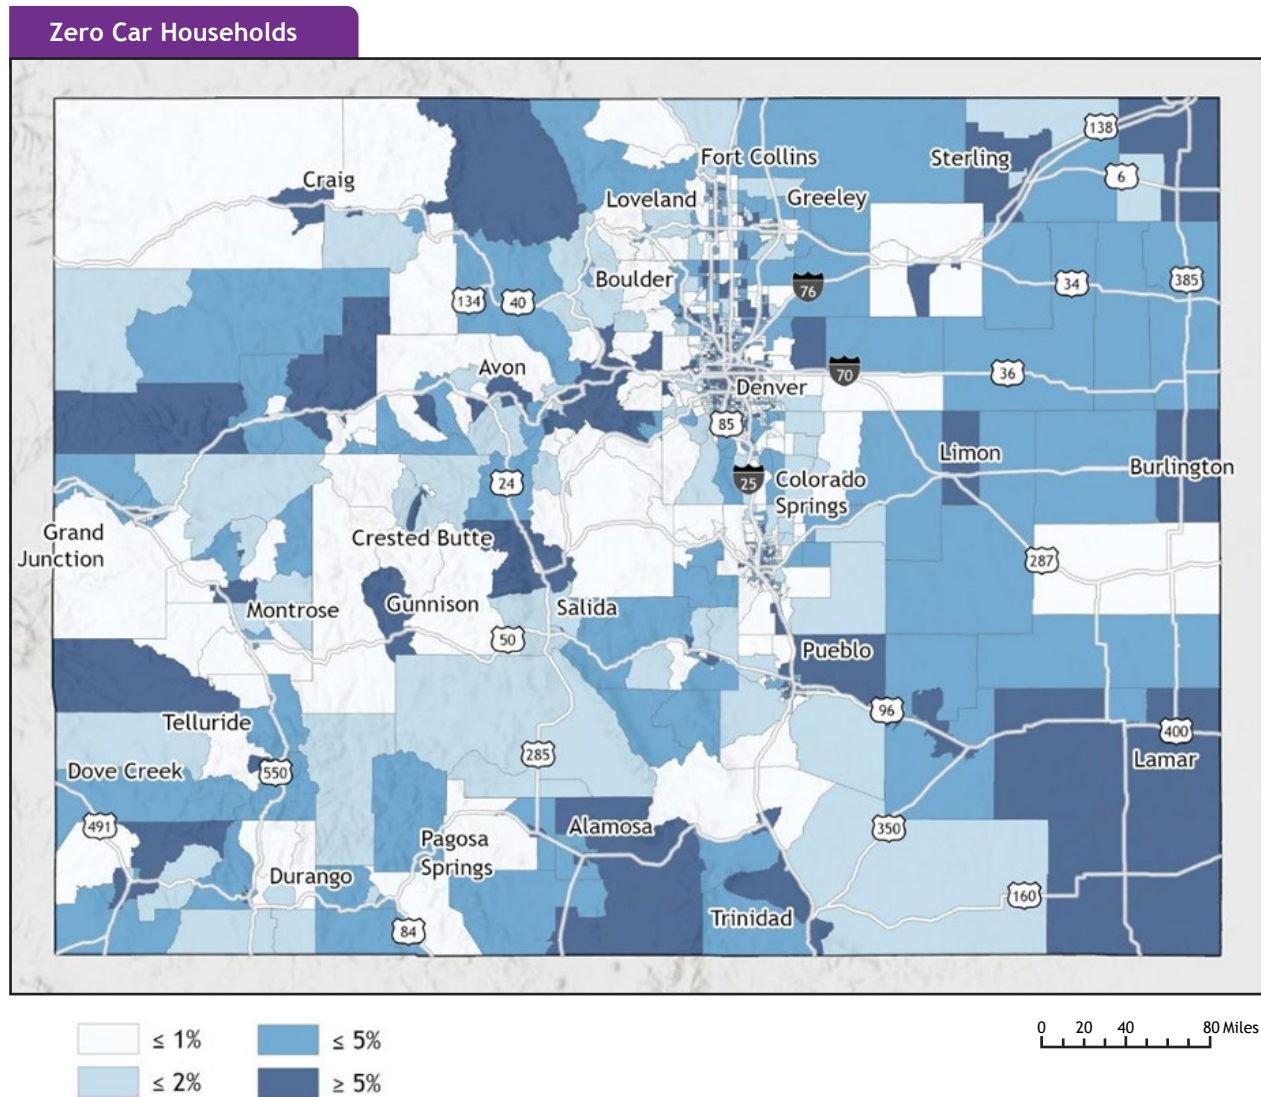 Zero Car Households
138
Fort Collins
Sterling
6
Craig
Loveland
Greeley
Boulder
76
34
385
134
40
Avon
70
36
Denver
85
Limon
Burlington
24
25
Colorado
Springs
Grand
Junction
Crested Butte
287
Montrose
Gunnison
Salida
50
Pueblo
96
Telluride
400
285
Lamar
Dove Creek
550
491
Alamosa
350
Pagosa
Springs
Durango
160
Trinidad
84
≤ 1%
≤ 5%
≤ 2%
≥ 5%
0 20 40 80 Miles